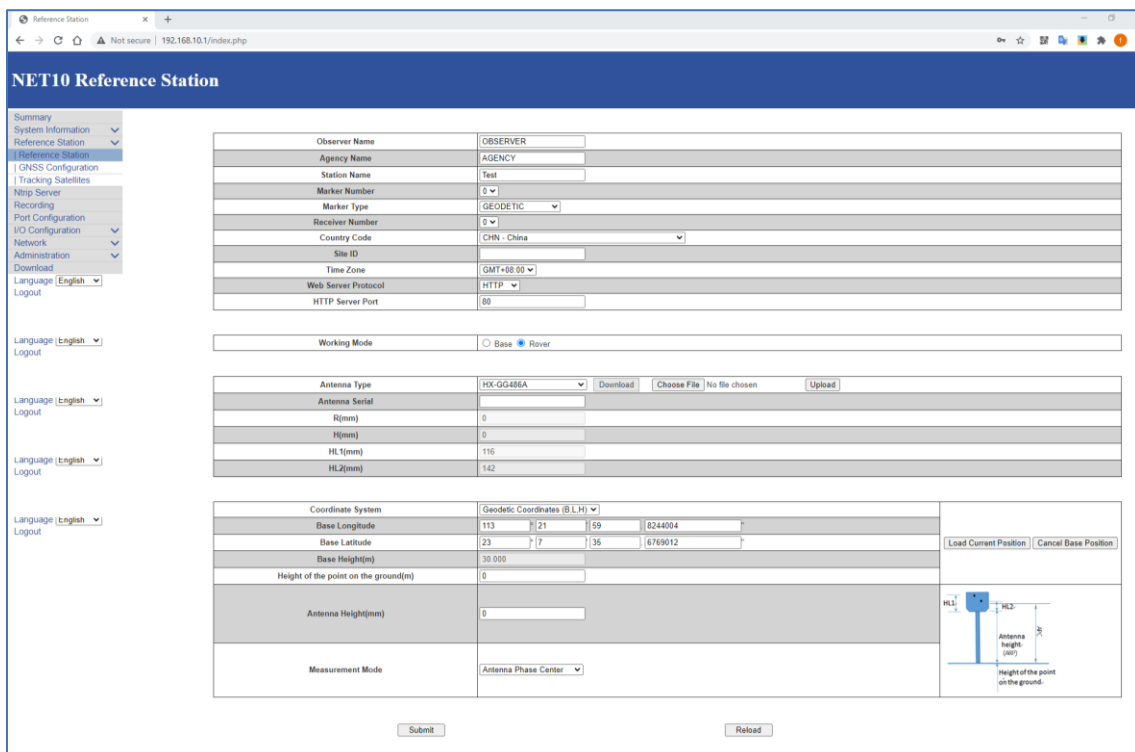 Reference Station
Not secure | 192.168.10.1/index.php
NET10 Reference Station
Summary
System Information
Reference Station
| Reference Station
| GNSS Configuration
| Tracking Satellites
Ntrip Server
Recording
Port Configuration
I/O Configuration
Network
Administration
Download
Language English
Logout
Language English
Logout
Language English
Logout
Language English
Logout
Language English
Logout
Observer Name OBSERVER
Agency Name AGENCY
Station Name Test
Marker Number 0
Marker Type GEODETIC
Receiver Number 0
Country Code CHN - China
Site ID
Time Zone GMT+08:00
Web Server Protocol HTTP
HTTP Server Port 80
Working Mode Base Rover
Antenna Type HX-GG486A Download Choose File No file chosen Upload
Antenna Serial
R(mm) 0
H(mm) 0
HL1(mm) 116
HL2(mm) 142
Coordinate System Geodetic Coordinates (B,L,H)
Base Longitude 113 ° 21 ' 59 . 8244004 "
Base Latitude 23 ° 7 ' 35 . 6769012 "
Load Current Position Cancel Base Position
Base Height(m) 30.000
Height of the point on the ground(m) 0
Antenna Height(mm) 0
HL1-
HL2-
APC
Antenna
height-
Height of the point
on the ground-
Measurement Mode Antenna Phase Center
Submit Reload